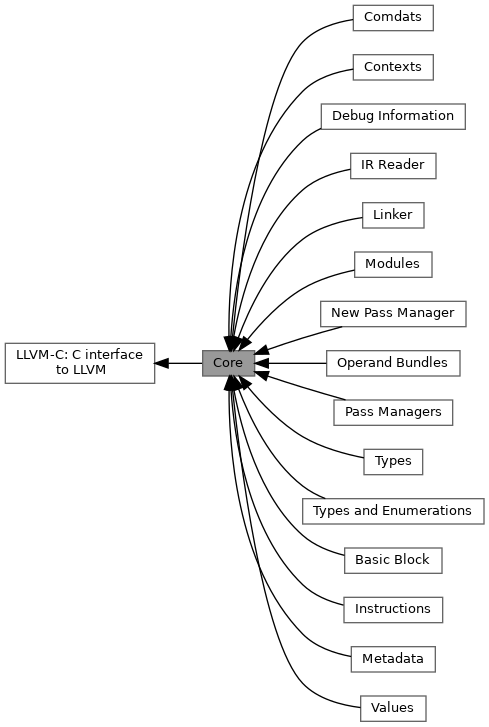 Comdats
Contexts
Debug Information
IR Reader
Linker
Modules
New Pass Manager
LLVM-C: C interface
to LLVM
Core
Operand Bundles
Pass Managers
Types
Types and Enumerations
Basic Block
Instructions
Metadata
Values